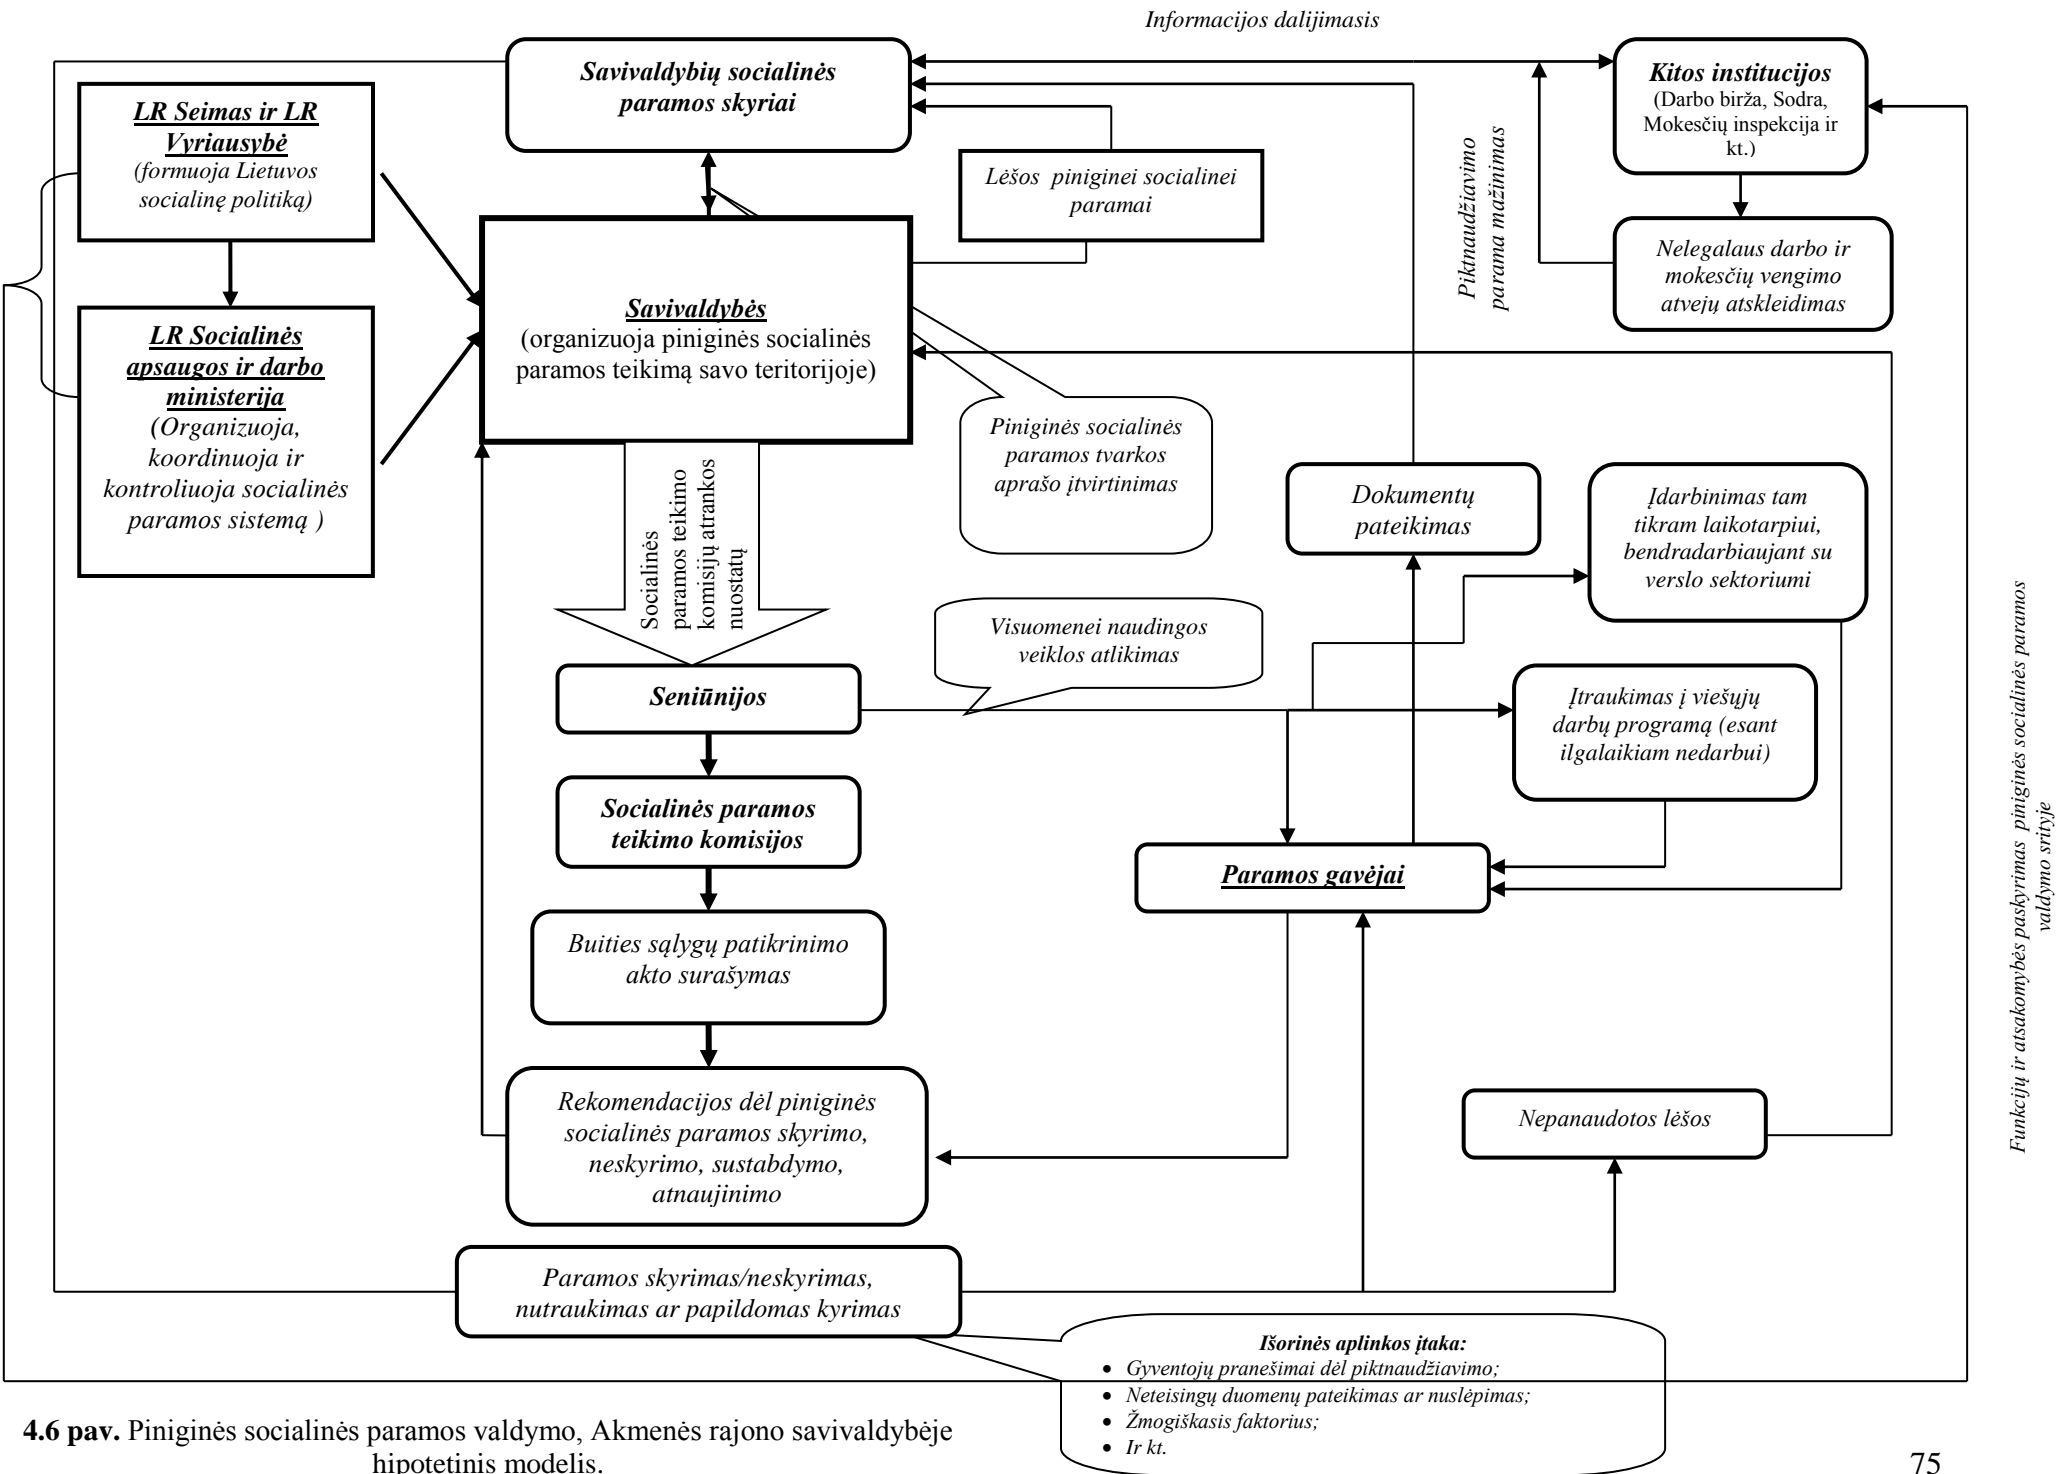 Informacijos dalijimasis
Savivaldybių socialinės
paramos skyriai
Kitos institucijos
(Darbo birža, Sodra,
Mokesčių inspekcija ir
kt.)
LR Seimas ir LR
Vyriausybė
(formuoja Lietuvos
socialinę politiką)
Lėšos piniginei socialinei
paramai
Piktnaudžiavimo
parama mažinimas
Nelegalaus darbo ir
mokesčių vengimo
atvejų atskleidimas
LR Socialinės
apsaugos ir darbo
ministerija
(Organizuoja,
koordinuoja ir
kontroliuoja socialinės
paramos sistemą )
Savivaldybės
(organizuoja piniginės socialinės
paramos teikimą savo teritorijoje)
Piniginės socialinės
paramos tvarkos
aprašo įtvirtinimas
Socialinės
paramos teikimo
komisijų atrankos
nuostatų
Dokumentų
pateikimas
Įdarbinimas tam
tikram laikotarpiui,
bendradarbiaujant su
verslo sektoriumi
Visuomenei naudingos
veiklos atlikimas
Seniūnijos
Įtraukimas į viešųjų
darbų programą (esant
ilgalaikiam nedarbui)
Socialinės paramos
teikimo komisijos
Paramos gavėjai
Buities sąlygų patikrinimo
akto surašymas
Rekomendacijos dėl piniginės
socialinės paramos skyrimo,
neskyrimo, sustabdymo,
atnaujinimo
Nepanaudotos lėšos
Funkcijų ir atsakomybės paskyrimas piniginės socialinės paramos
valdymo srityje
Paramos skyrimas/neskyrimas,
nutraukimas ar papildomas kyrimas
Išorinės aplinkos įtaka:
• Gyventojų pranešimai dėl piktnaudžiavimo;
• Neteisingų duomenų pateikimas ar nuslėpimas;
• Žmogiškasis faktorius;
• Ir kt.
4.6 pav. Piniginės socialinės paramos valdymo, Akmenės rajono savivaldybėje
hipotetinis modelis.
75